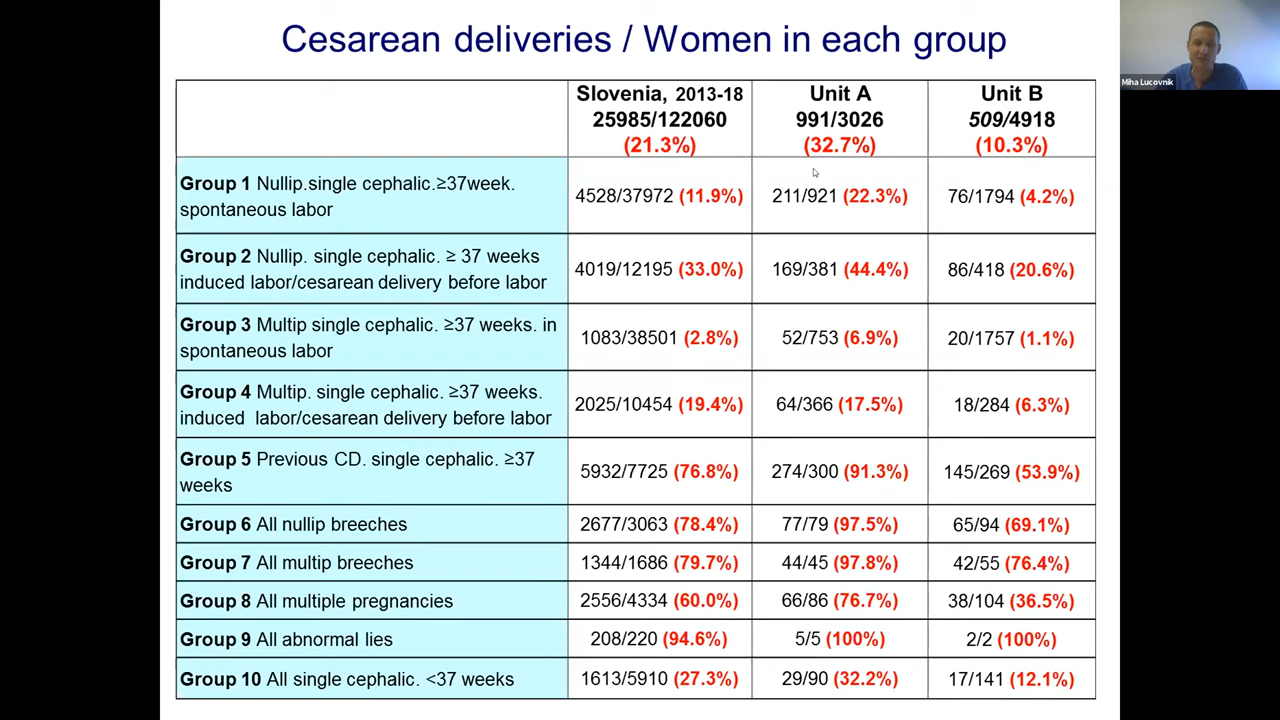 Cesarean deliveries / Women in each group
Miha Lucovnik
Slovenia, 2013-18
25985/122060
(21.3%)
Unit A
991/3026
(32.7%)
Unit B
509/4918
(10.3%)
Group 1 Nullip.single cephalic.≥37week.
spontaneous labor
4528/37972 (11.9%)
211/921 (22.3%)
76/1794 (4.2%)
Group 2 Nullip. single cephalic. ≥ 37 weeks
induced labor/cesarean delivery before labor
4019/12195 (33.0%)
169/381 (44.4%)
86/418 (20.6%)
Group 3 Multip single cephalic. ≥37 weeks. in
spontaneous labor
1083/38501 (2.8%)
52/753 (6.9%)
20/1757 (1.1%)
Group 4 Multip. single cephalic. ≥37 weeks.
induced labor/cesarean delivery before labor
2025/10454 (19.4%)
64/366 (17.5%)
18/284 (6.3%)
Group 5 Previous CD. single cephalic. ≥37
weeks
5932/7725 (76.8%)
274/300 (91.3%)
145/269 (53.9%)
Group 6 All nullip breeches
2677/3063 (78.4%)
77/79 (97.5%)
65/94 (69.1%)
Group 7 All multip breeches
1344/1686 (79.7%)
44/45 (97.8%)
42/55 (76.4%)
Group 8 All multiple pregnancies
2556/4334 (60.0%)
66/86 (76.7%)
38/104 (36.5%)
Group 9 All abnormal lies
208/220 (94.6%)
5/5 (100%)
2/2 (100%)
Group 10 All single cephalic. <37 weeks
1613/5910 (27.3%)
29/90 (32.2%)
17/141 (12.1%)